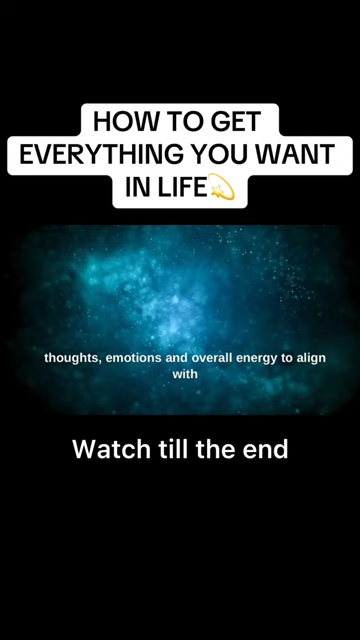 HOW TO GET
EVERYTHING YOU WANT
IN LIFE💫
thoughts, emotions and overall energy to align
with
Watch till the end